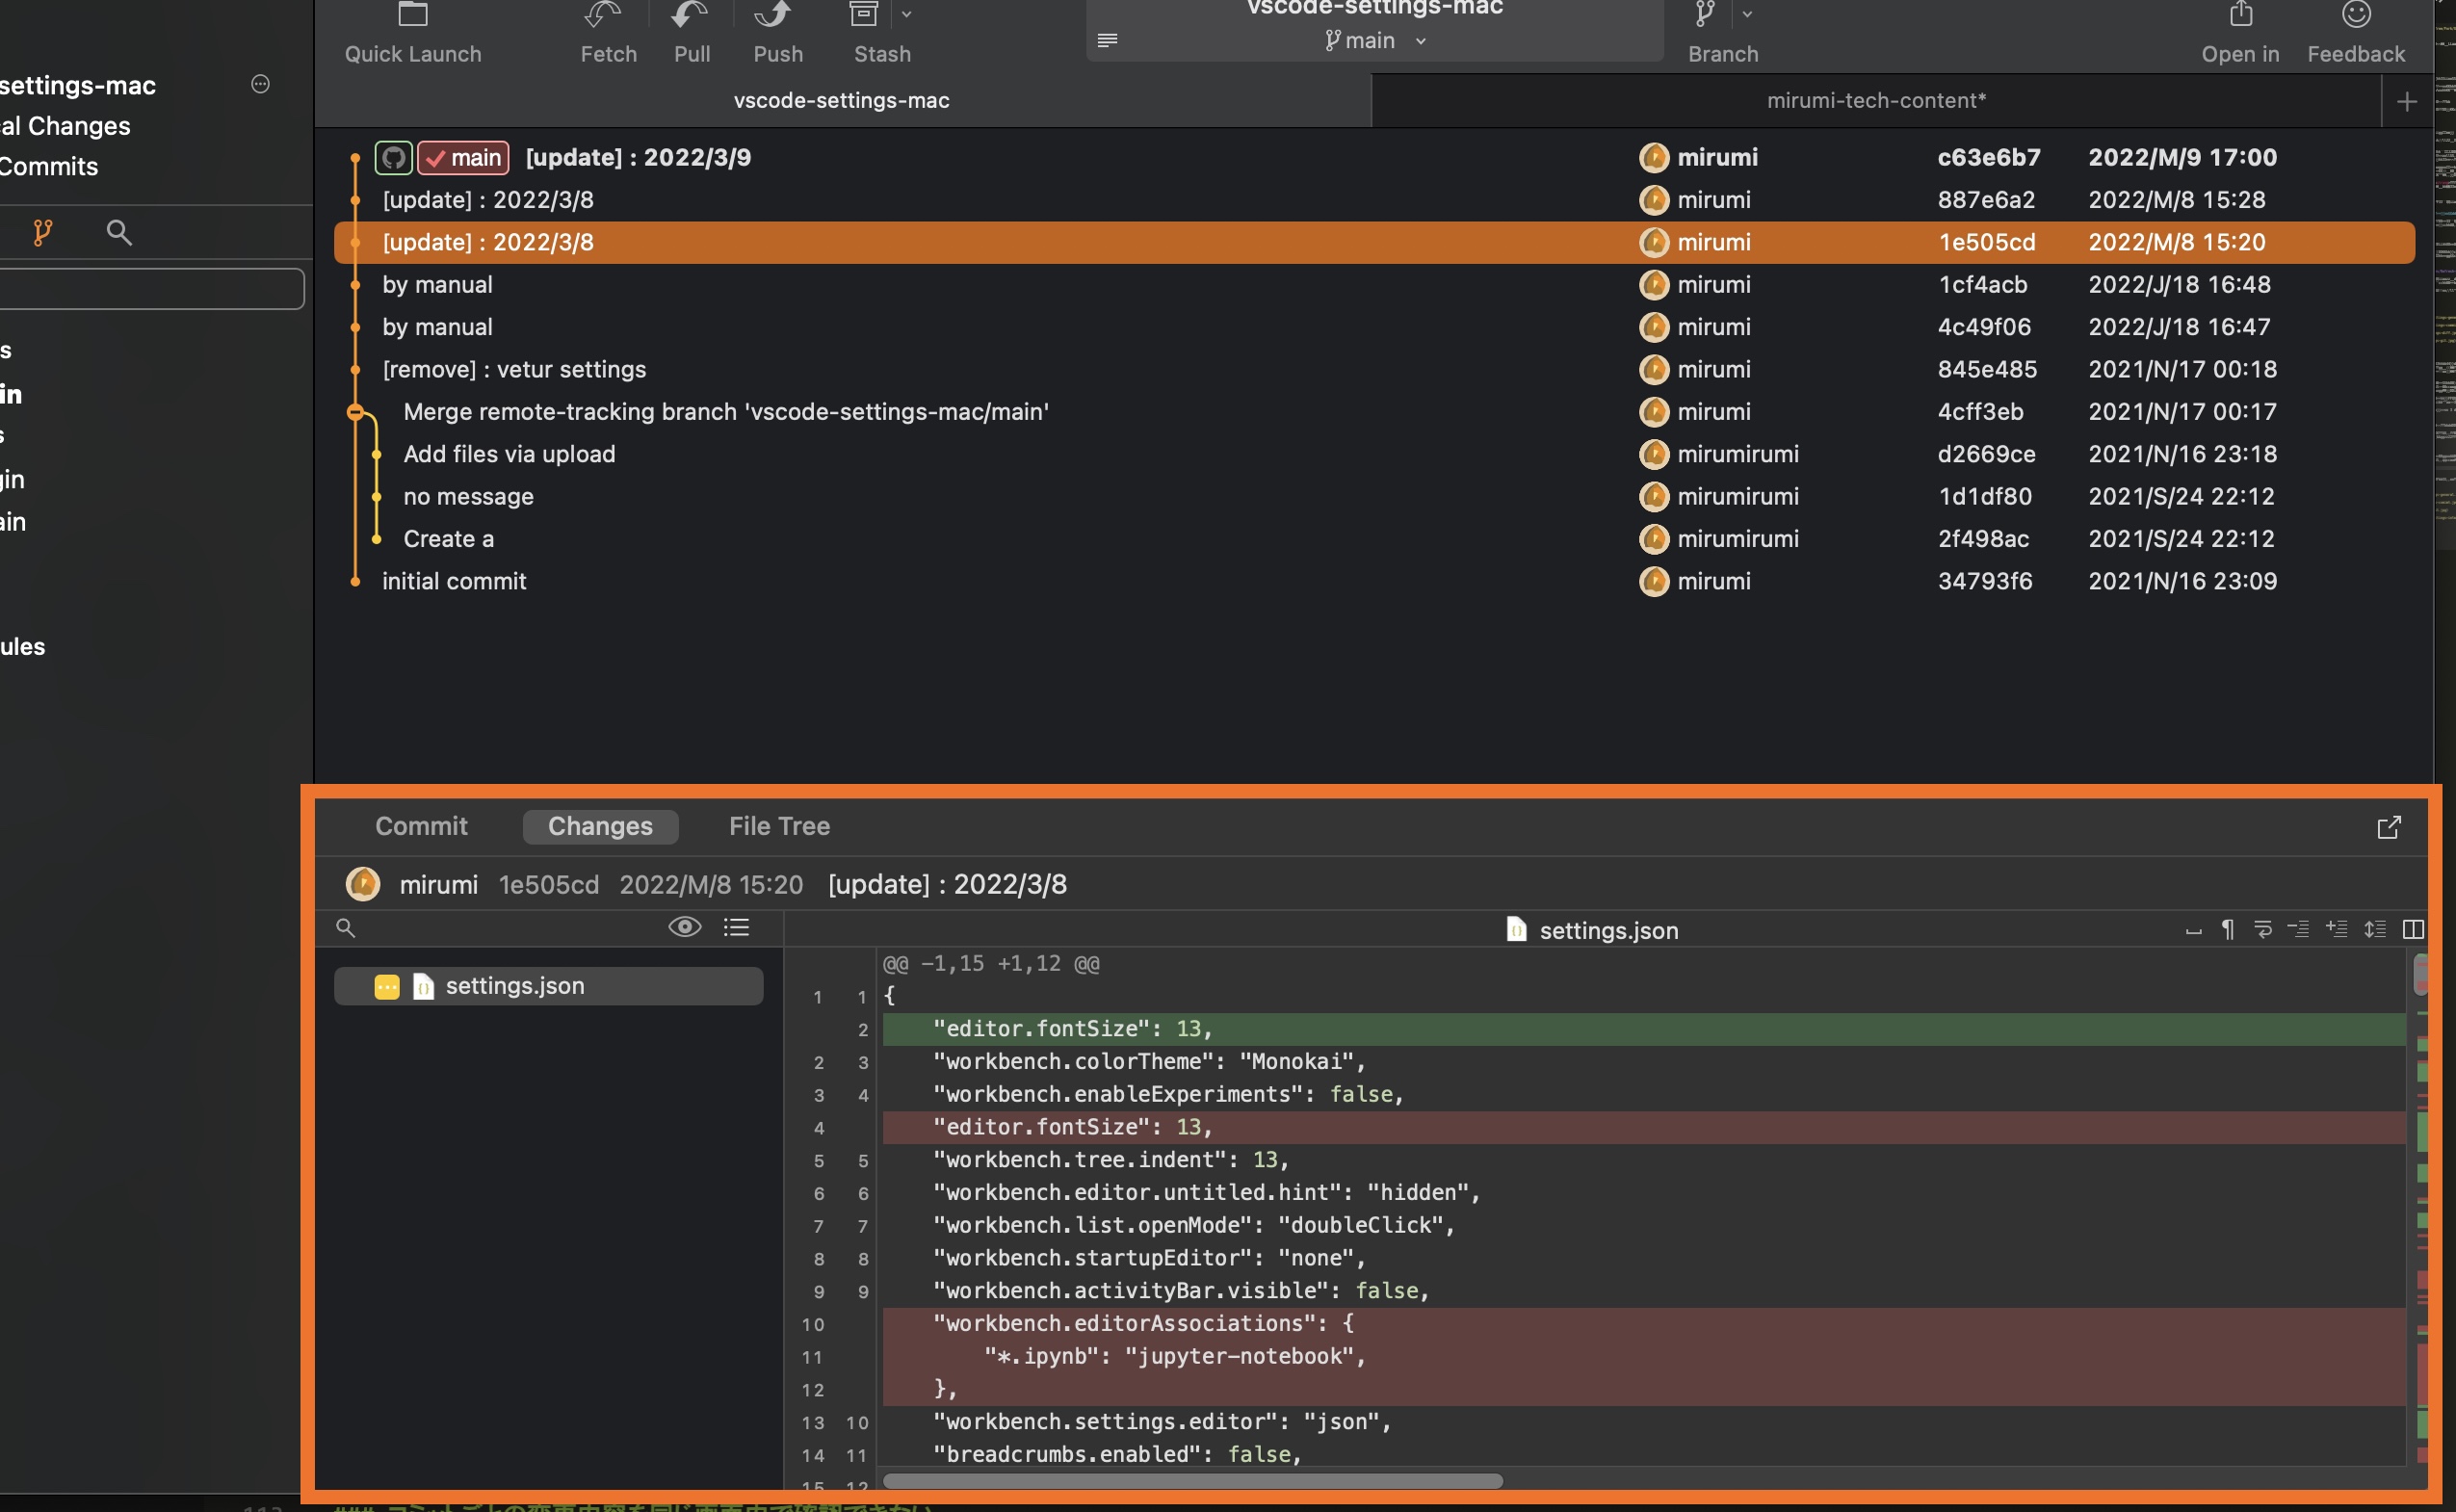 vscode-settings-mac
Quick Launch
Fetch
Pull
Push
Stash
main
Branch
Open in
Feedback
settings-mac
al Changes
Commits
s
in
s
gin
ain
ules
vscode-settings-mac
mirumi-tech-content*
main [update] : 2022/3/9 mirumi c63e6b7 2022/M/9 17:00
[update] : 2022/3/8 mirumi 887e6a2 2022/M/8 15:28
[update] : 2022/3/8 mirumi 1e505cd 2022/M/8 15:20
by manual mirumi 1cf4acb 2022/J/18 16:48
by manual mirumi 4c49f06 2022/J/18 16:47
[remove] : vetur settings mirumi 845e485 2021/N/17 00:18
Merge remote-tracking branch 'vscode-settings-mac/main' mirumi 4cff3eb 2021/N/17 00:17
Add files via upload mirumirumi d2669ce 2021/N/16 23:18
no message mirumirumi 1d1df80 2021/S/24 22:12
Create a mirumirumi 2f498ac 2021/S/24 22:12
initial commit mirumi 34793f6 2021/N/16 23:09
Commit Changes File Tree
mirumi 1e505cd 2022/M/8 15:20 [update] : 2022/3/8
settings.json
settings.json
@@ -1,15 +1,12 @@
1 1 {
2 "editor.fontSize": 13,
2 3 "workbench.colorTheme": "Monokai",
3 4 "workbench.enableExperiments": false,
4 "editor.fontSize": 13,
5 5 "workbench.tree.indent": 13,
6 6 "workbench.editor.untitled.hint": "hidden",
7 7 "workbench.list.openMode": "doubleClick",
8 8 "workbench.startupEditor": "none",
9 9 "workbench.activityBar.visible": false,
10 "workbench.editorAssociations": {
11 "*.ipynb": "jupyter-notebook",
12 },
13 10 "workbench.settings.editor": "json",
14 11 "breadcrumbs.enabled": false,
15 12